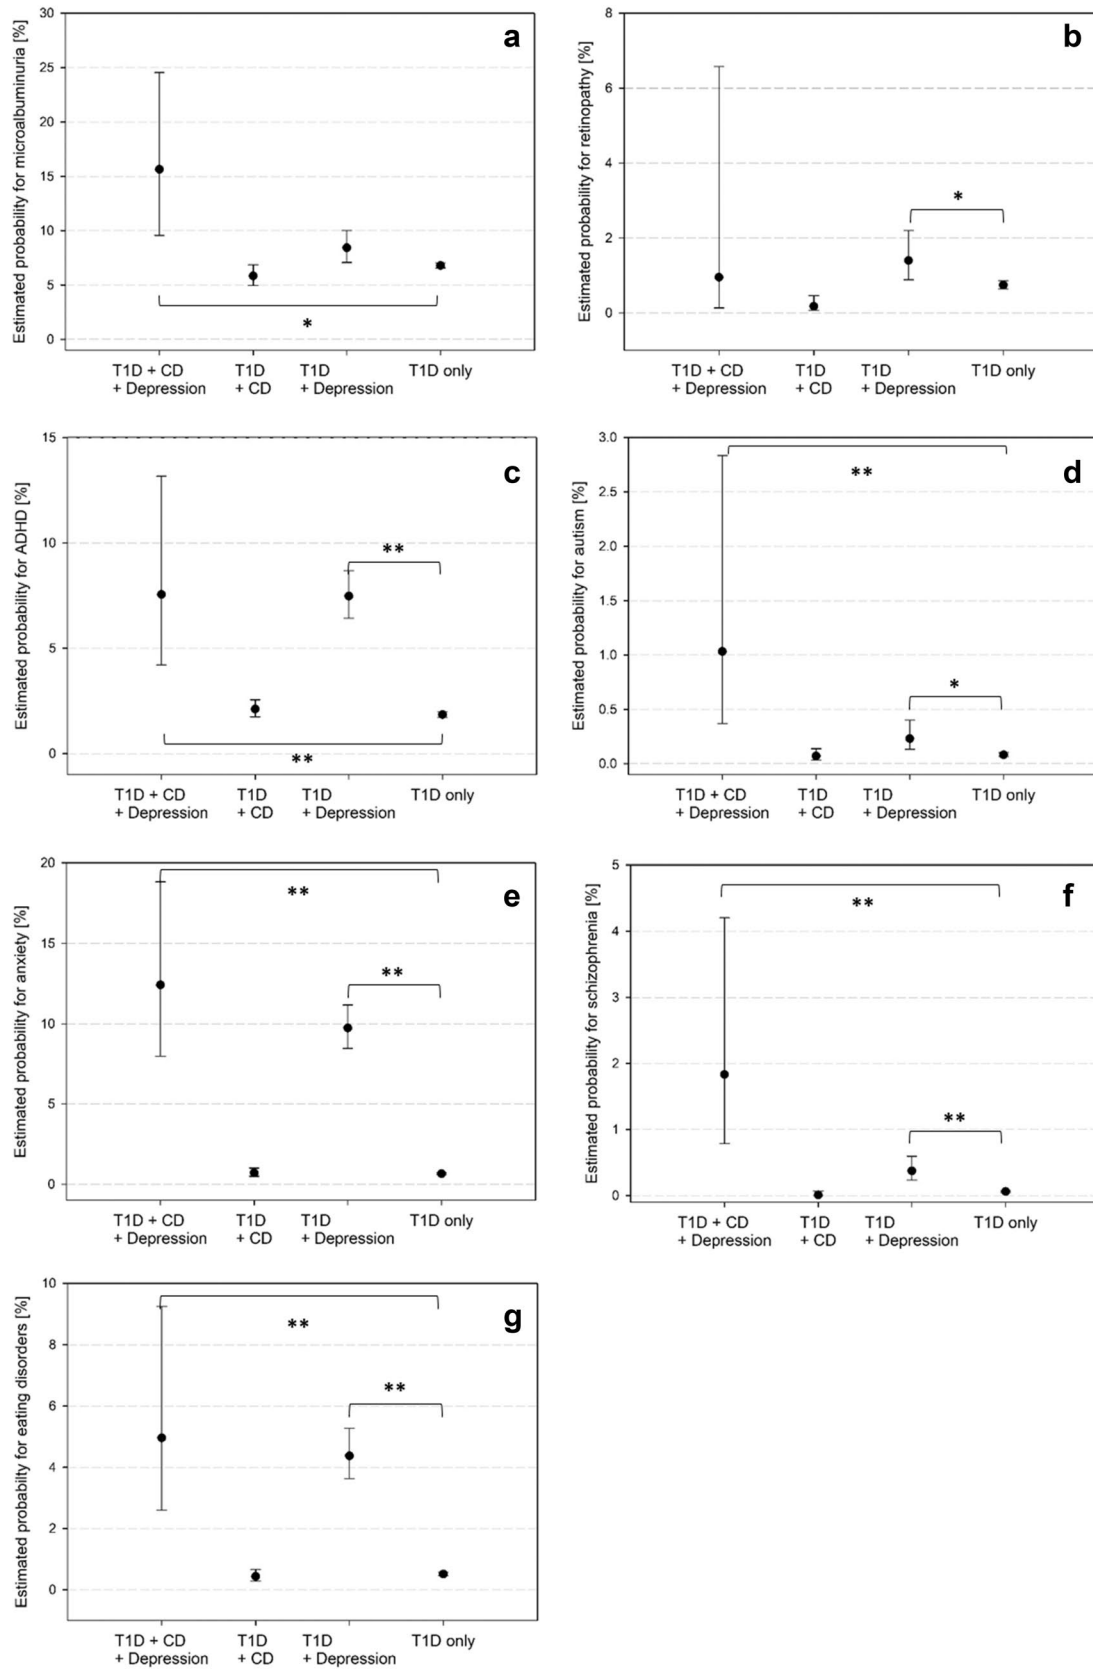 a
Estimated probability for microalbuminuria [%]
30
25
20
15
10
5
0
*
T1D + CD
+ Depression
T1D
+ CD
T1D
+ Depression
T1D only
b
Estimated probability for retinopathy [%]
8
6
4
2
0
*
T1D + CD
+ Depression
T1D
+ CD
T1D
+ Depression
T1D only
c
Estimated probability for ADHD [%]
15
10
5
0
**
**
T1D + CD
+ Depression
T1D
+ CD
T1D
+ Depression
T1D only
d
Estimated probability for autism [%]
3.0
2.5
2.0
1.5
1.0
0.5
0.0
**
*
T1D + CD
+ Depression
T1D
+ CD
T1D
+ Depression
T1D only
e
Estimated probability for anxiety [%]
20
15
10
5
0
**
**
T1D + CD
+ Depression
T1D
+ CD
T1D
+ Depression
T1D only
f
Estimated probability for schizophrenia [%]
5
4
3
2
1
0
**
**
T1D + CD
+ Depression
T1D
+ CD
T1D
+ Depression
T1D only
g
Estimated probabilty for eating disorders [%]
10
8
6
4
2
0
**
**
T1D + CD
+ Depression
T1D
+ CD
T1D
+ Depression
T1D only